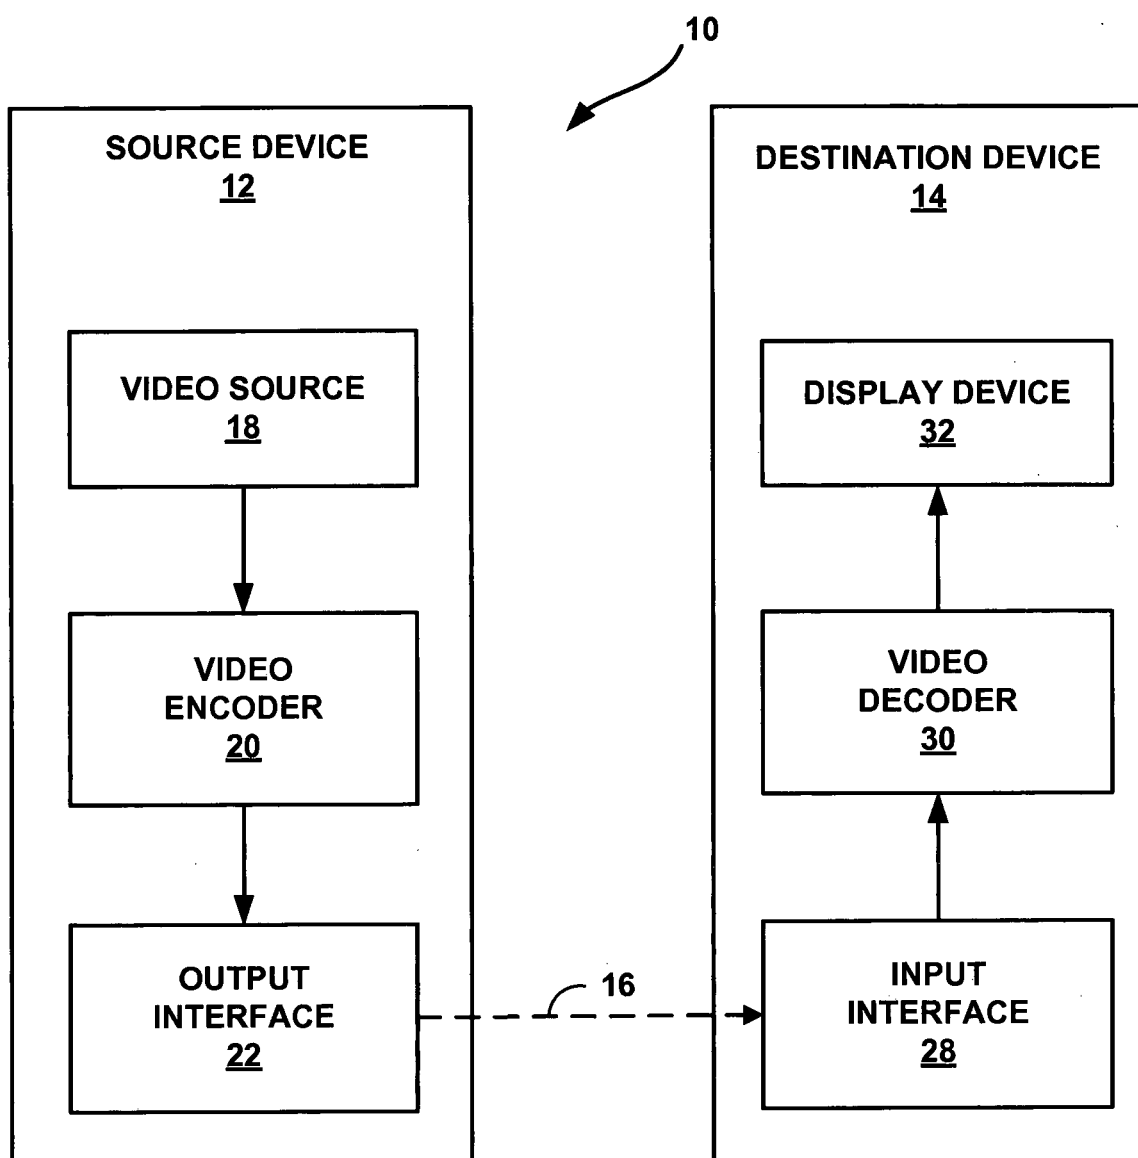 10
SOURCE DEVICE
12
VIDEO SOURCE
18
VIDEO
ENCODER
20
OUTPUT
INTERFACE
22
16
DESTINATION DEVICE
14
DISPLAY DEVICE
32
VIDEO
DECODER
30
INPUT
INTERFACE
28